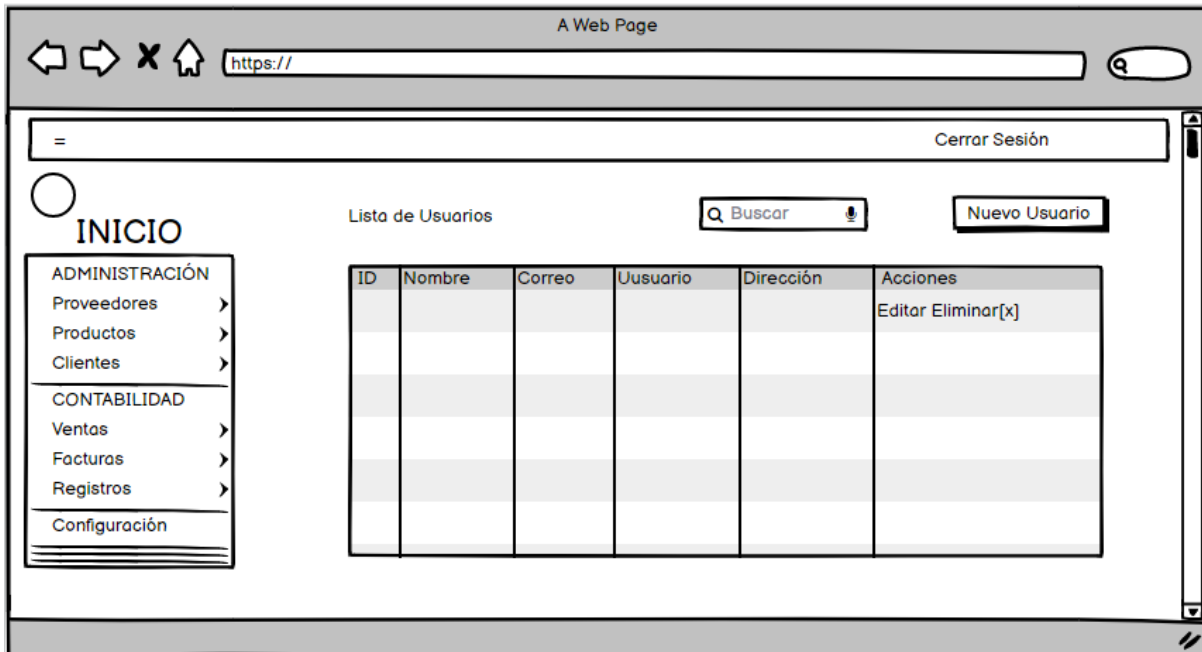 A Web Page
https://
=
Cerrar Sesión
INICIO
Lista de Usuarios
Buscar
Nuevo Usuario
ADMINISTRACIÓN
Proveedores
Productos
Clientes
CONTABILIDAD
Ventas
Facturas
Registros
Configuración
ID Nombre Correo Uusuario Dirección Acciones
Editar Eliminar[x]